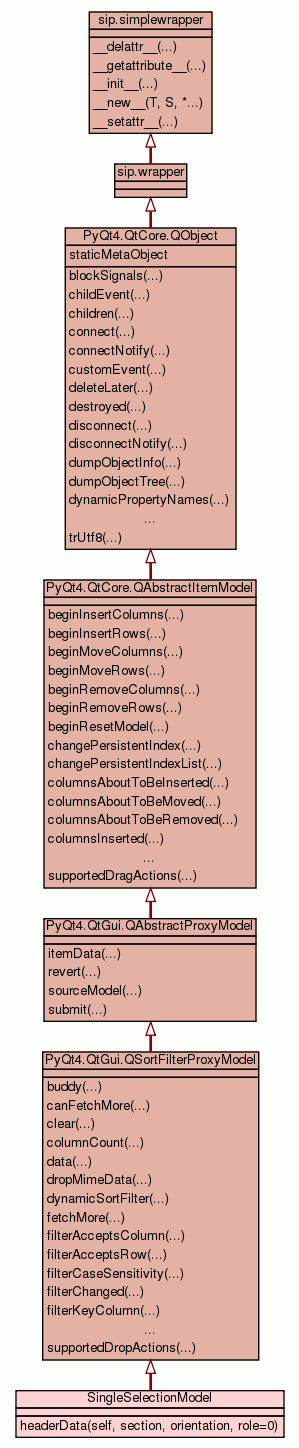 sip.simplewrapper
__delattr__(...)
__getattribute__(...)
__init__(...)
__new__(T, S, *...)
__setattr__(...)
sip.wrapper
PyQt4.QtCore.QObject
staticMetaObject
blockSignals(...)
childEvent(...)
children(...)
connect(...)
connectNotify(...)
customEvent(...)
deleteLater(...)
destroyed(...)
disconnect(...)
disconnectNotify(...)
dumpObjectInfo(...)
dumpObjectTree(...)
dynamicPropertyNames(...)
...
trUtf8(...)
PyQt4.QtCore.QAbstractItemModel
beginInsertColumns(...)
beginInsertRows(...)
beginMoveColumns(...)
beginMoveRows(...)
beginRemoveColumns(...)
beginRemoveRows(...)
beginResetModel(...)
changePersistentIndex(...)
changePersistentIndexList(...)
columnsAboutToBeInserted(...)
columnsAboutToBeMoved(...)
columnsAboutToBeRemoved(...)
columnsInserted(...)
...
supportedDragActions(...)
PyQt4.QtGui.QAbstractProxyModel
itemData(...)
revert(...)
sourceModel(...)
submit(...)
PyQt4.QtGui.QSortFilterProxyModel
buddy(...)
canFetchMore(...)
clear(...)
columnCount(...)
data(...)
dropMimeData(...)
dynamicSortFilter(...)
fetchMore(...)
filterAcceptsColumn(...)
filterAcceptsRow(...)
filterCaseSensitivity(...)
filterChanged(...)
filterKeyColumn(...)
...
supportedDropActions(...)
SingleSelectionModel
headerData(self, section, orientation, role=0)